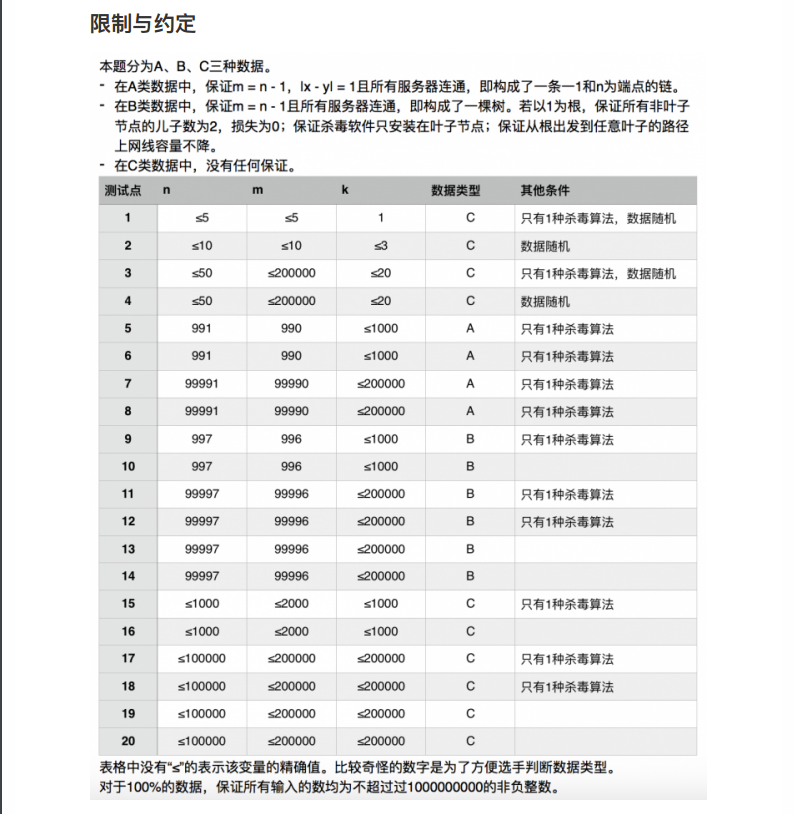 限制与约定
本题分为A、B、C三种数据。
- 在A类数据中，保证m = n - 1，|x - y| = 1且所有服务器连通，即构成了一条一1和n为端点的链。
- 在B类数据中，保证m = n - 1且所有服务器连通，即构成了一棵树。若以1为根，保证所有非叶子
节点的儿子数为2，损失为0；保证杀毒软件只安装在叶子节点；保证从根出发到任意叶子的路径
上网线容量不降。
- 在C类数据中，没有任何保证。
测试点 n m k 数据类型 其他条件
1 ≤5 ≤5 1 C 只有1种杀毒算法，数据随机
2 ≤10 ≤10 ≤3 C 数据随机
3 ≤50 ≤200000 ≤20 C 只有1种杀毒算法，数据随机
4 ≤50 ≤200000 ≤20 C 数据随机
5 991 990 ≤1000 A 只有1种杀毒算法
6 991 990 ≤1000 A 只有1种杀毒算法
7 99991 99990 ≤200000 A 只有1种杀毒算法
8 99991 99990 ≤200000 A 只有1种杀毒算法
9 997 996 ≤1000 B 只有1种杀毒算法
10 997 996 ≤1000 B
11 99997 99996 ≤200000 B 只有1种杀毒算法
12 99997 99996 ≤200000 B 只有1种杀毒算法
13 99997 99996 ≤200000 B
14 99997 99996 ≤200000 B
15 ≤1000 ≤2000 ≤1000 C 只有1种杀毒算法
16 ≤1000 ≤2000 ≤1000 C
17 ≤100000 ≤200000 ≤200000 C 只有1种杀毒算法
18 ≤100000 ≤200000 ≤200000 C 只有1种杀毒算法
19 ≤100000 ≤200000 ≤200000 C
20 ≤100000 ≤200000 ≤200000 C
表格中没有“≤”的表示该变量的精确值。比较奇怪的数字是为了方便选手判断数据类型。
对于100%的数据，保证所有输入的数均为不超过过1000000000的非负整数。